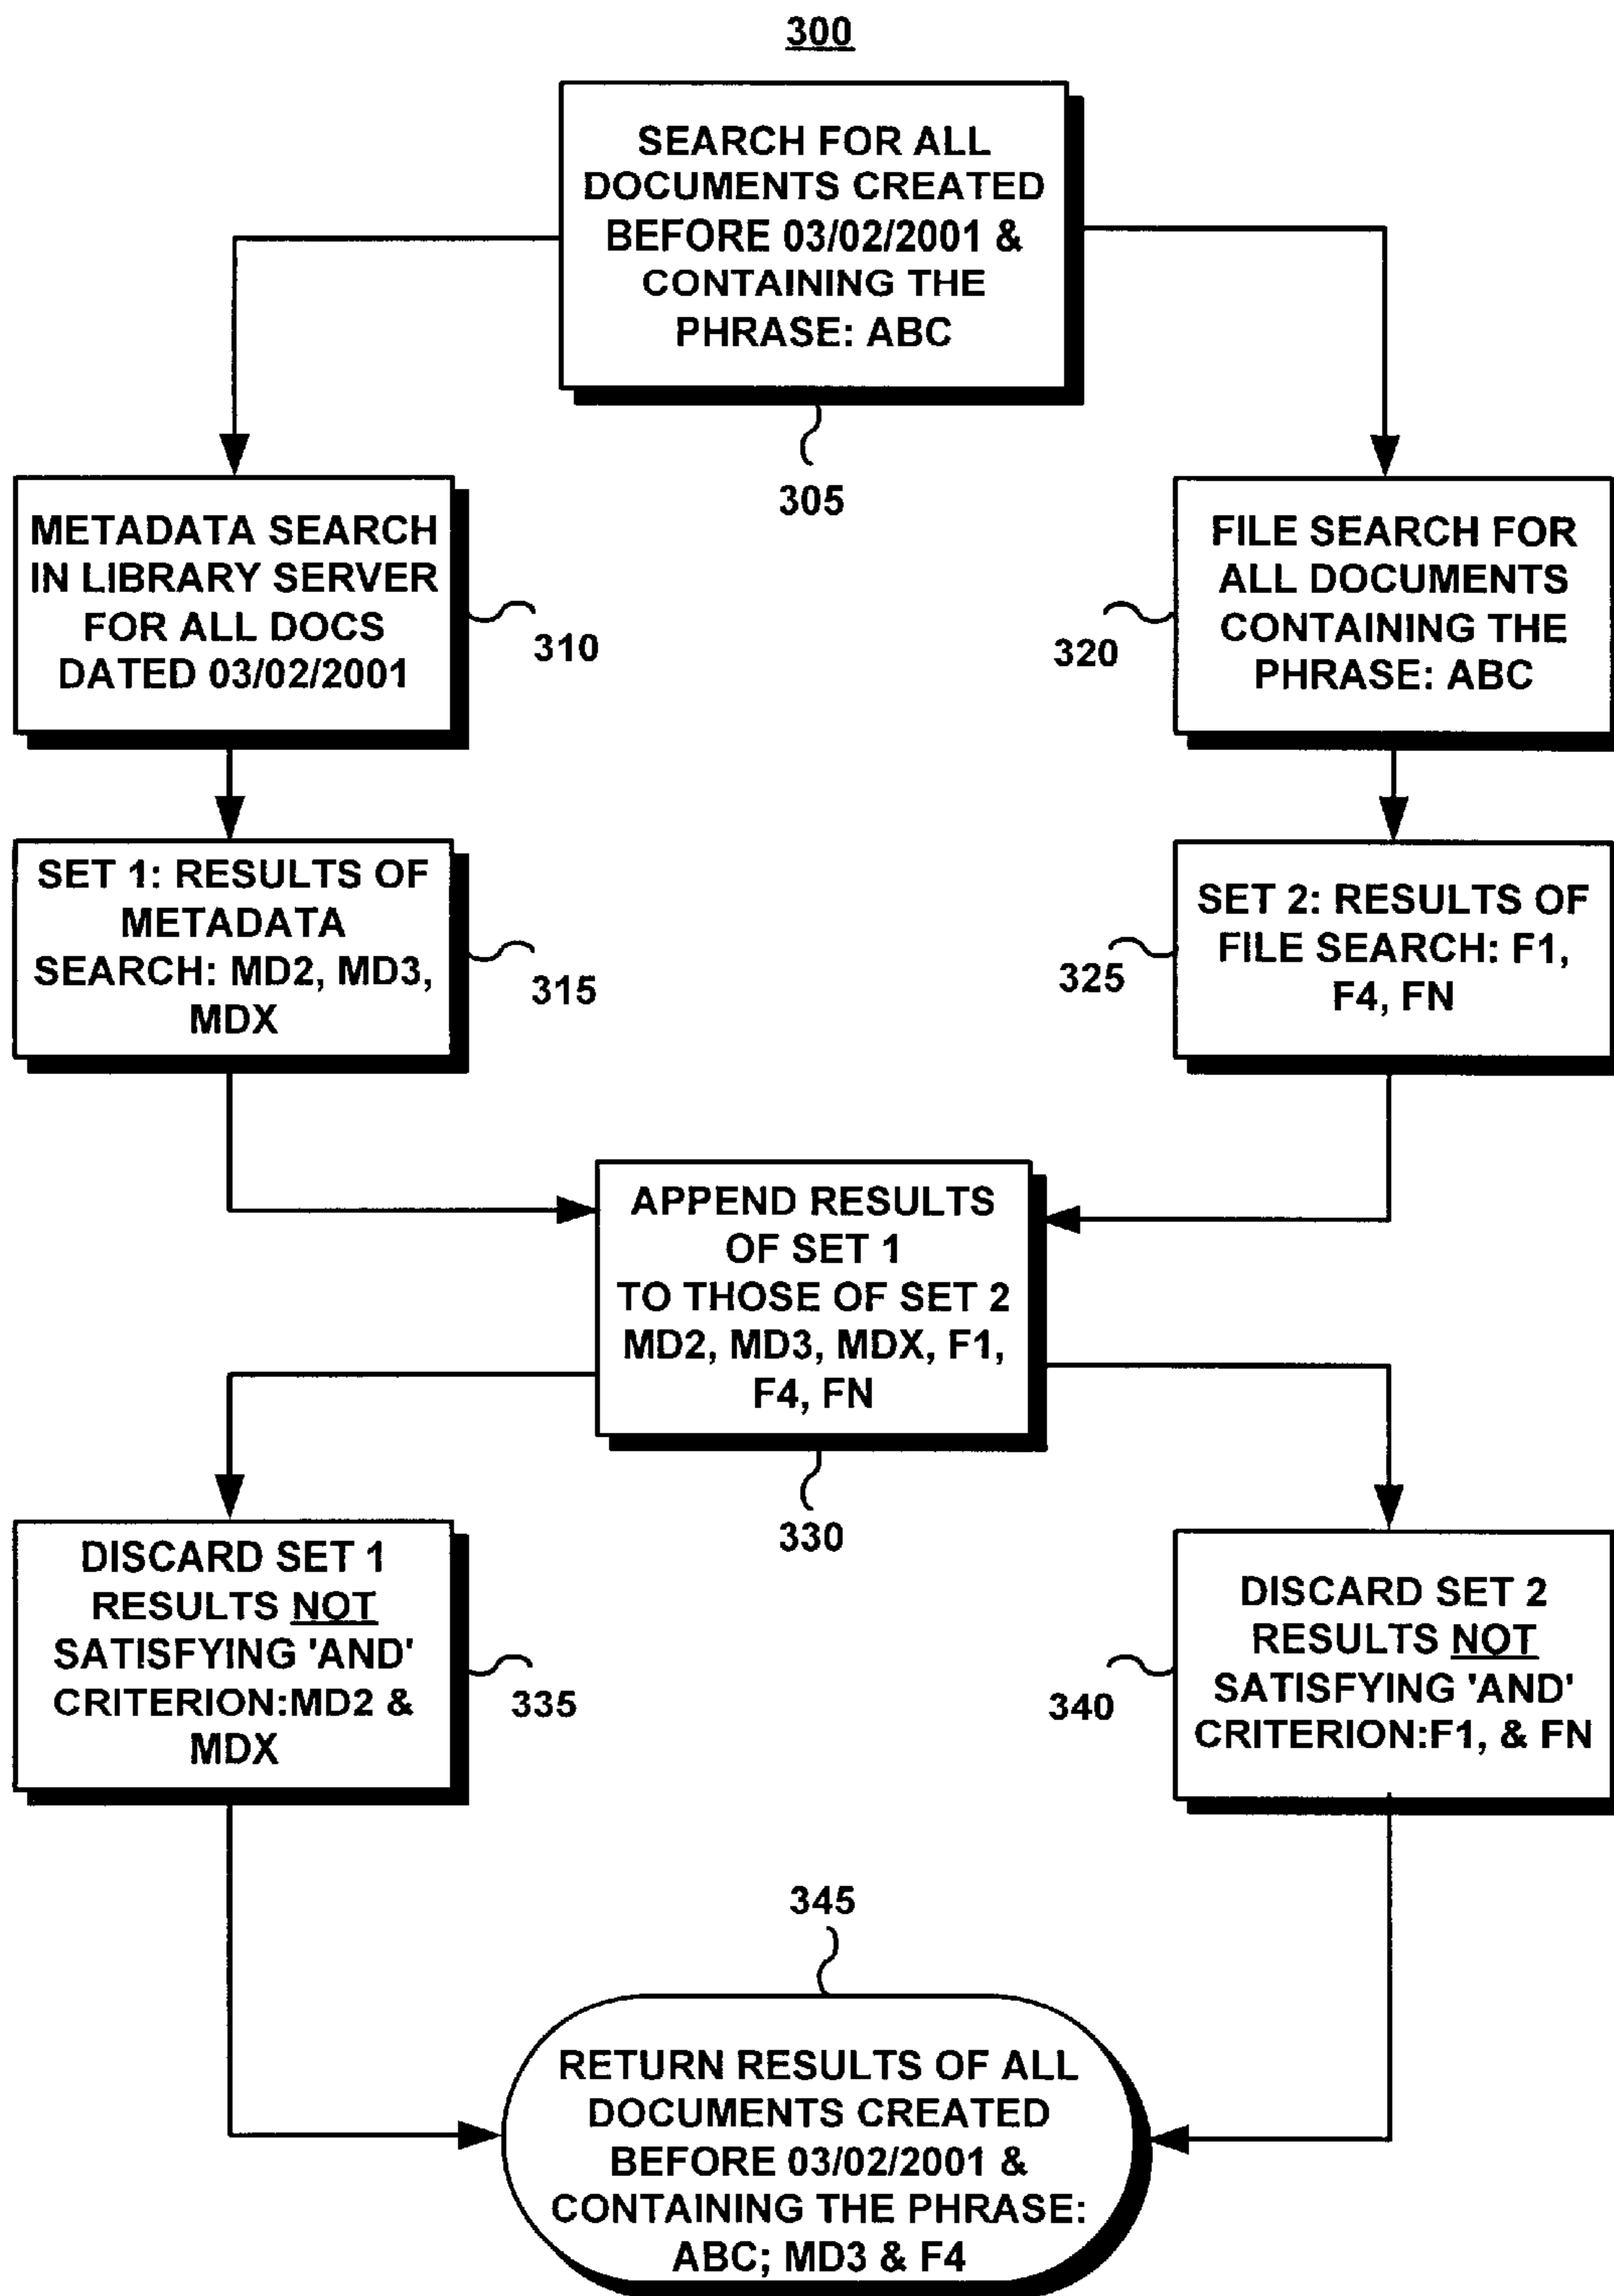 300
SEARCH FOR ALL
DOCUMENTS CREATED
BEFORE 03/02/2001 &
CONTAINING THE
PHRASE: ABC
305
METADATA SEARCH
IN LIBRARY SERVER
FOR ALL DOCS
DATED 03/02/2001
310
FILE SEARCH FOR
ALL DOCUMENTS
CONTAINING THE
PHRASE: ABC
320
SET 1: RESULTS OF
METADATA
SEARCH: MD2, MD3,
MDX
315
SET 2: RESULTS OF
FILE SEARCH: F1,
F4, FN
325
APPEND RESULTS
OF SET 1
TO THOSE OF SET 2
MD2, MD3, MDX, F1,
F4, FN
330
DISCARD SET 1
RESULTS NOT
SATISFYING 'AND'
CRITERION:MD2 &
MDX
335
DISCARD SET 2
RESULTS NOT
SATISFYING 'AND'
CRITERION:F1, & FN
340
345
RETURN RESULTS OF ALL
DOCUMENTS CREATED
BEFORE 03/02/2001 &
CONTAINING THE PHRASE:
ABC; MD3 & F4